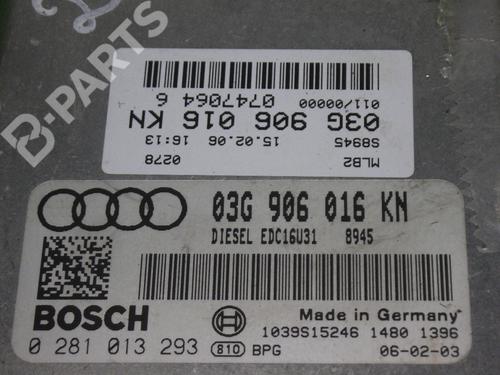 B-PARTS
MLB2
0278
S8945
15.02.06 16:13
03G 906 016 KN
011/00000
0747064 6
03G 906 016 KN
DIESEL EDC16U31 8945
BOSCH
Made in Germany
1039S15246 1480 1396
0 281 013 293
810
BPG
06-02-03